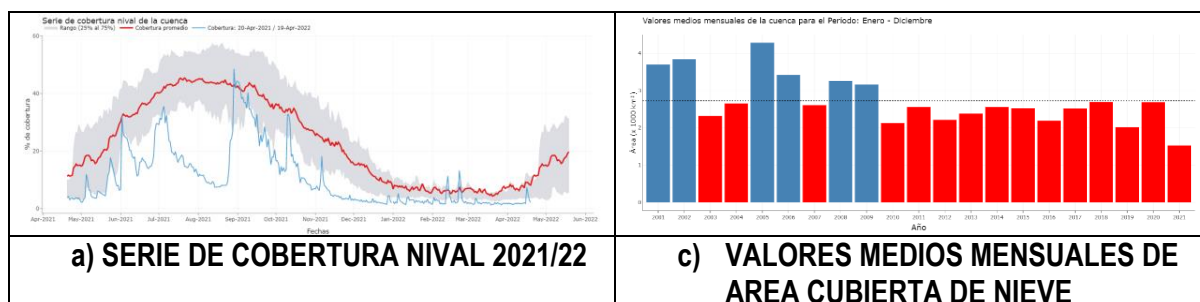 Serie de cobertura nival de la cuenca
Rango (25% al 75%) Cobertura promedio Cobertura: 20-Apr-2021 / 19-Apr-2022
60
40
20
0
% de cobertura
Apr-2021 May-2021 Jun-2021 Jul-2021 Aug-2021 Sep-2021 Oct-2021 Nov-2021 Dec-2021 Jan-2022 Feb-2022 Mar-2022 Apr-2022 May-2022 Jun-2022
Fechas
a) SERIE DE COBERTURA NIVAL 2021/22
Valores medios mensuales de la cuenca para el Período: Enero - Diciembre
4
3
2
1
0
Área (x 1000 km²)
2001 2002 2003 2004 2005 2006 2007 2008 2009 2010 2011 2012 2013 2014 2015 2016 2017 2018 2019 2020 2021
Año
c) VALORES MEDIOS MENSUALES DE
AREA CUBIERTA DE NIEVE